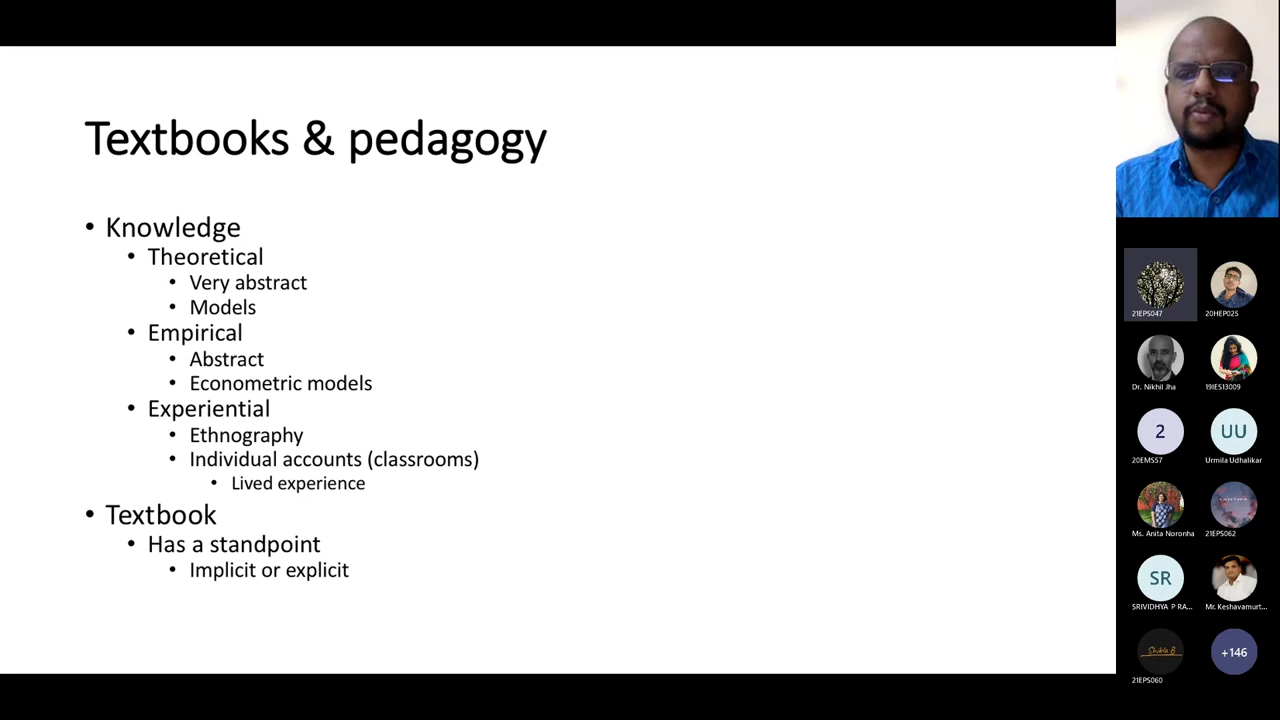 Textbooks & pedagogy
• Knowledge
• Theoretical
• Very abstract
• Models
• Empirical
• Abstract
• Econometric models
• Experiential
• Ethnography
• Individual accounts (classrooms)
• Lived experience
• Textbook
• Has a standpoint
• Implicit or explicit
21EPS047
20HEP025
Dr. Nikhil Jha
19IES13009
2
UU
20EMS57
Urmila Udhalikar
Ms. Anita Noronha
21EPS062
SR
SRIVIDHYA P RA...
Mr. Keshavamurt...
Shibla B
+146
21EPS060